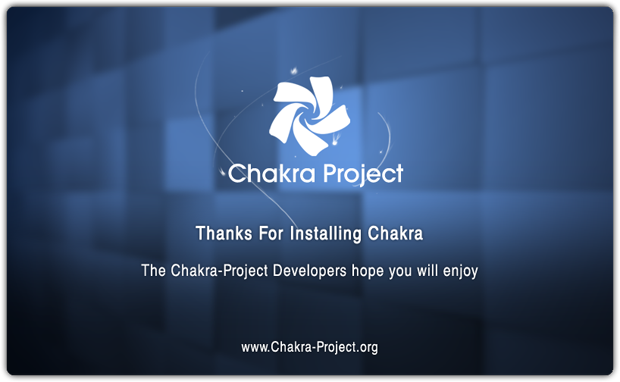 Chakra Project
Thanks For Installing Chakra
The Chakra-Project Developers hope you will enjoy
www.Chakra-Project.org